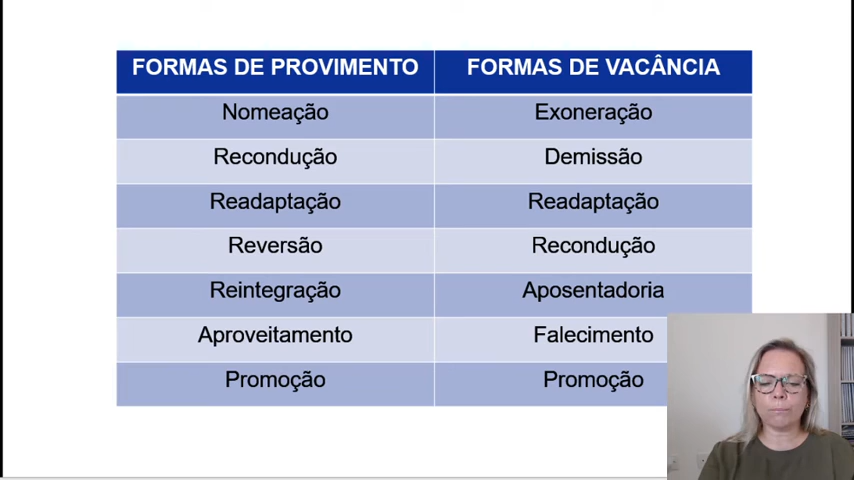 FORMAS DE PROVIMENTO FORMAS DE VACÂNCIA
Nomeação Exoneração
Recondução Demissão
Readaptação Readaptação
Reversão Recondução
Reintegração Aposentadoria
Aproveitamento Falecimento
Promoção Promoção